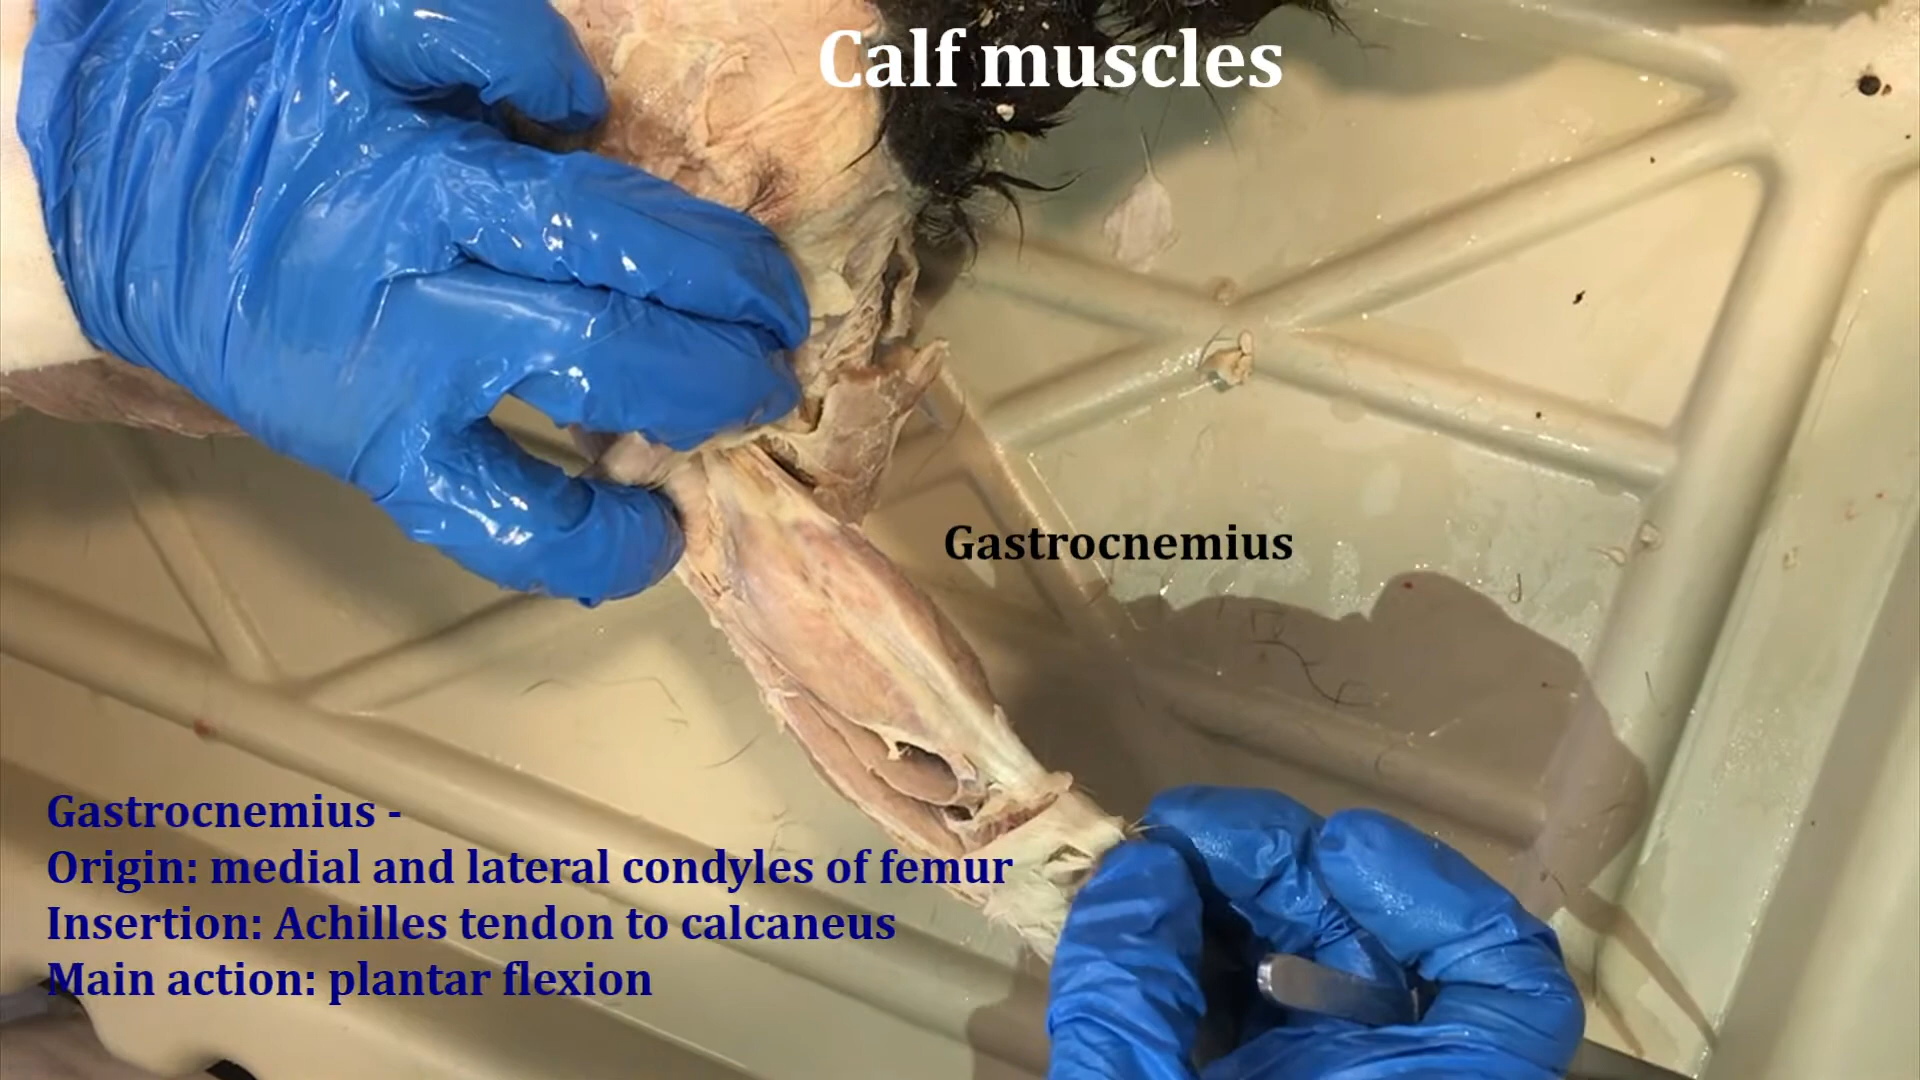 Calf muscles
Gastrocnemius
Gastrocnemius -
Origin: medial and lateral condyles of femur
Insertion: Achilles tendon to calcaneus
Main action: plantar flexion